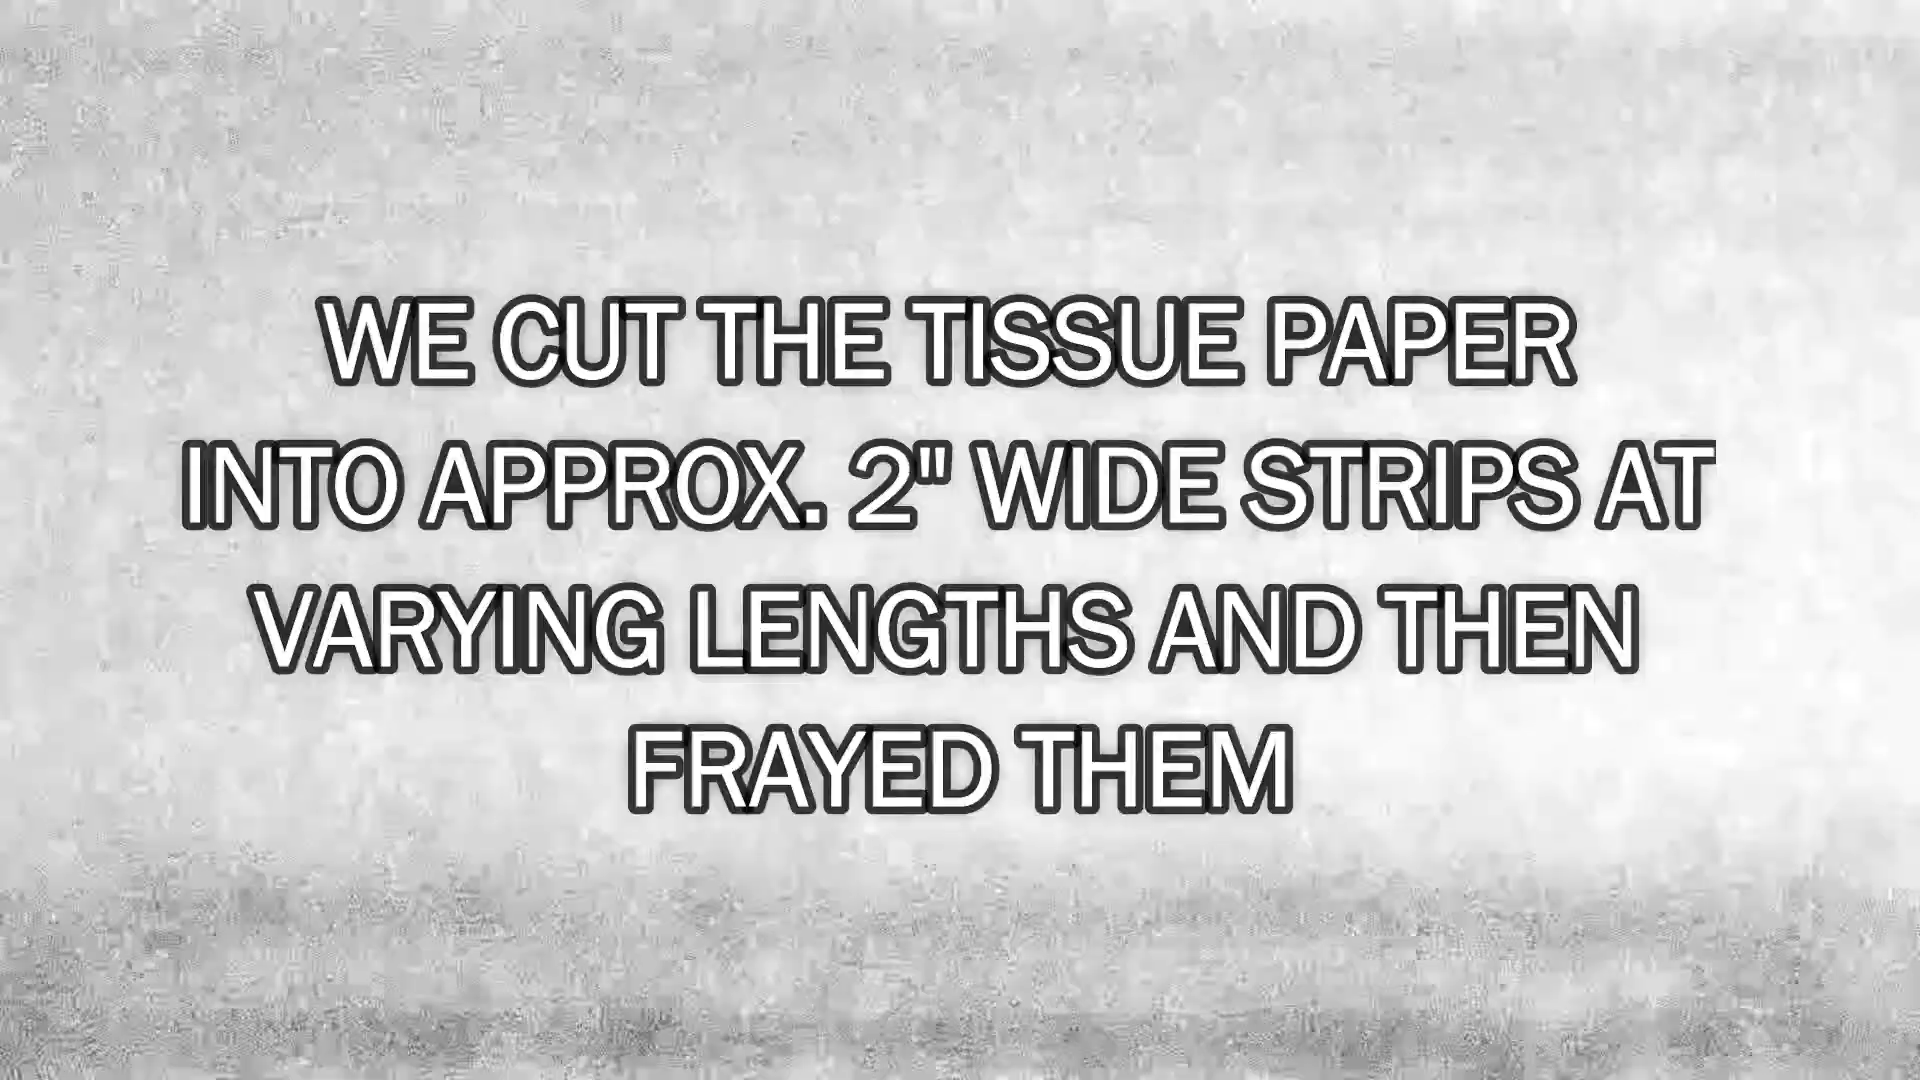 WE CUT THE TISSUE PAPER
INTO APPROX. 2" WIDE STRIPS AT
VARYING LENGTHS AND THEN
FRAYED THEM